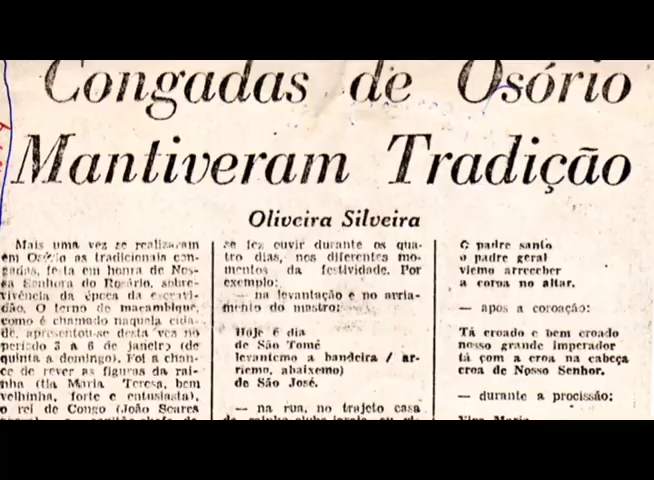 Congadas de Osório
Mantiveram Tradição
Oliveira Silveira
Mais uma vez se realizaram
em Osório as tradicionais con-
gadas, festa em honra de Nos-
sa Senhora do Rosário, sobre-
vivência da época da escravi-
dão. O terno de maçambique,
como é chamado naquela cida-
de, apresentou-se desta vez no
período 3 a 6 de janeiro (de
quinta a domingo). Foi a chan-
ce de rever as figuras da rai-
nha (tia Maria Teresa, bem
velhinha, forte e entusiasta),
o rei de Congo (João Soares
se fez ouvir durante os qua-
tro dias, nos diferentes mo-
mentos da festividade. Por
exemplo:
— na levantação e no arria-
mento do mastro:
Hoje é dia
de São Tomé
levantemo a bandeira / ar-
riemo, abaixemo)
de São José.
— na rua, no trajeto casa
O padre santo
o padre geral
viemo arreceber
a coroa no altar.
— após a coroação:
Tá croado e bem croado
nosso grande imperador
tá çom a croa na cabeça
croa de Nosso Senhor.
— durante a procissão: